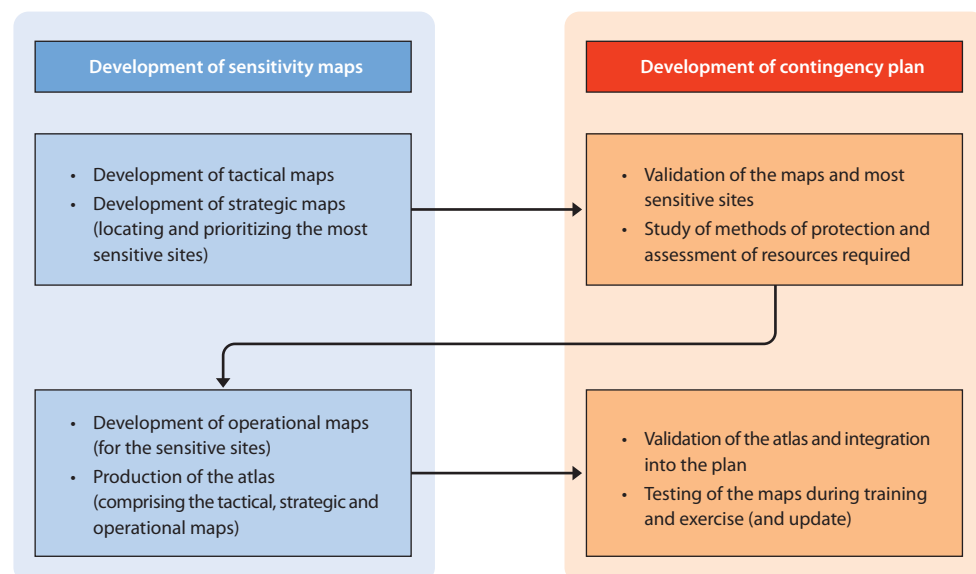 Development of sensitivity maps
Development of contingency plan
• Development of tactical maps
• Development of strategic maps
(locating and prioritizing the most
sensitive sites)
• Validation of the maps and most
sensitive sites
• Study of methods of protection and
assessment of resources required
• Development of operational maps
(for the sensitive sites)
• Production of the atlas
(comprising the tactical, strategic and
operational maps)
• Validation of the atlas and integration
into the plan
• Testing of the maps during training
and exercise (and update)